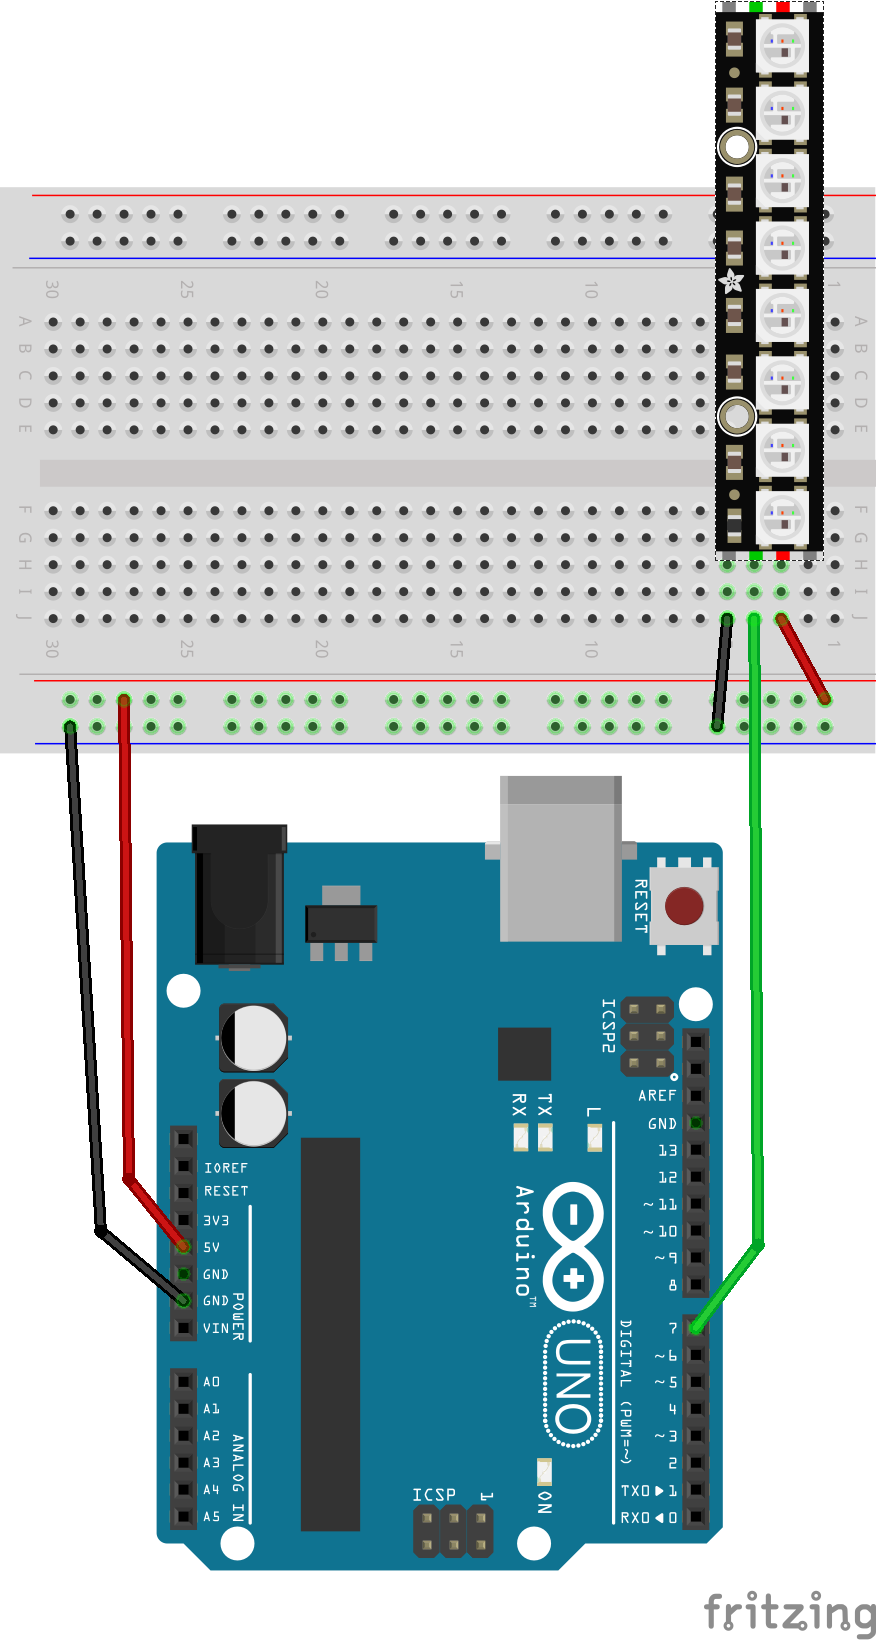 30 25 20 15 10 1
A A
B B
C C
D D
E E
F F
G G
H H
I I
J J
30 25 20 15 10 1
RESET
ICSP2
RX TX L
AREF
GND
13
12
~11
~10
~9
8
IOREF
RESET
3V3
5V
GND
GND
VIN
POWER
Arduino™
UNO
7
~6
~5
4
~3
2
TX0▶1
RX0◀0
DIGITAL (PWM=~)
A0
A1
A2
A3
A4
A5
ANALOG IN
ICSP 1
ON
fritzing